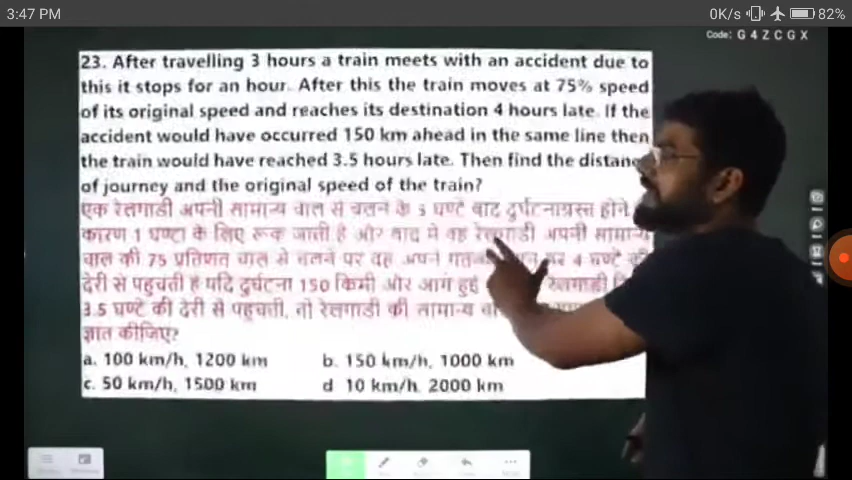 3:47 PM
0K/s 82%
Code: G 4 Z C G X
23. After travelling 3 hours a train meets with an accident due to
this it stops for an hour. After this the train moves at 75% speed
of its original speed and reaches its destination 4 hours late. If the
accident would have occurred 150 km ahead in the same line then
the train would have reached 3.5 hours late. Then find the distan
of journey and the original speed of the train?
एक रेलगाडी अपनी सामान्य चाल से चलने के 3 घण्टे बाद दुर्घटनाग्रस्त होने
कारण 1 घण्टा के लिए रूक जाती है और बाद मे वह रेलगाडी अपनी सामान्य
चाल की 75 प्रतिशत चाल से चलने पर वह अपने 4 घण्टे की
देरी से पहुचती है यदि दुर्घटना 150 किमी और आगे हुई रेलगाडी
3.5 घण्टे की देरी से पहुचती, तो रेलगाडी की सामान्य
ज्ञात कीजिए?
a. 100 km/h, 1200 km b. 150 km/h, 1000 km
c. 50 km/h, 1500 km d 10 km/h. 2000 km